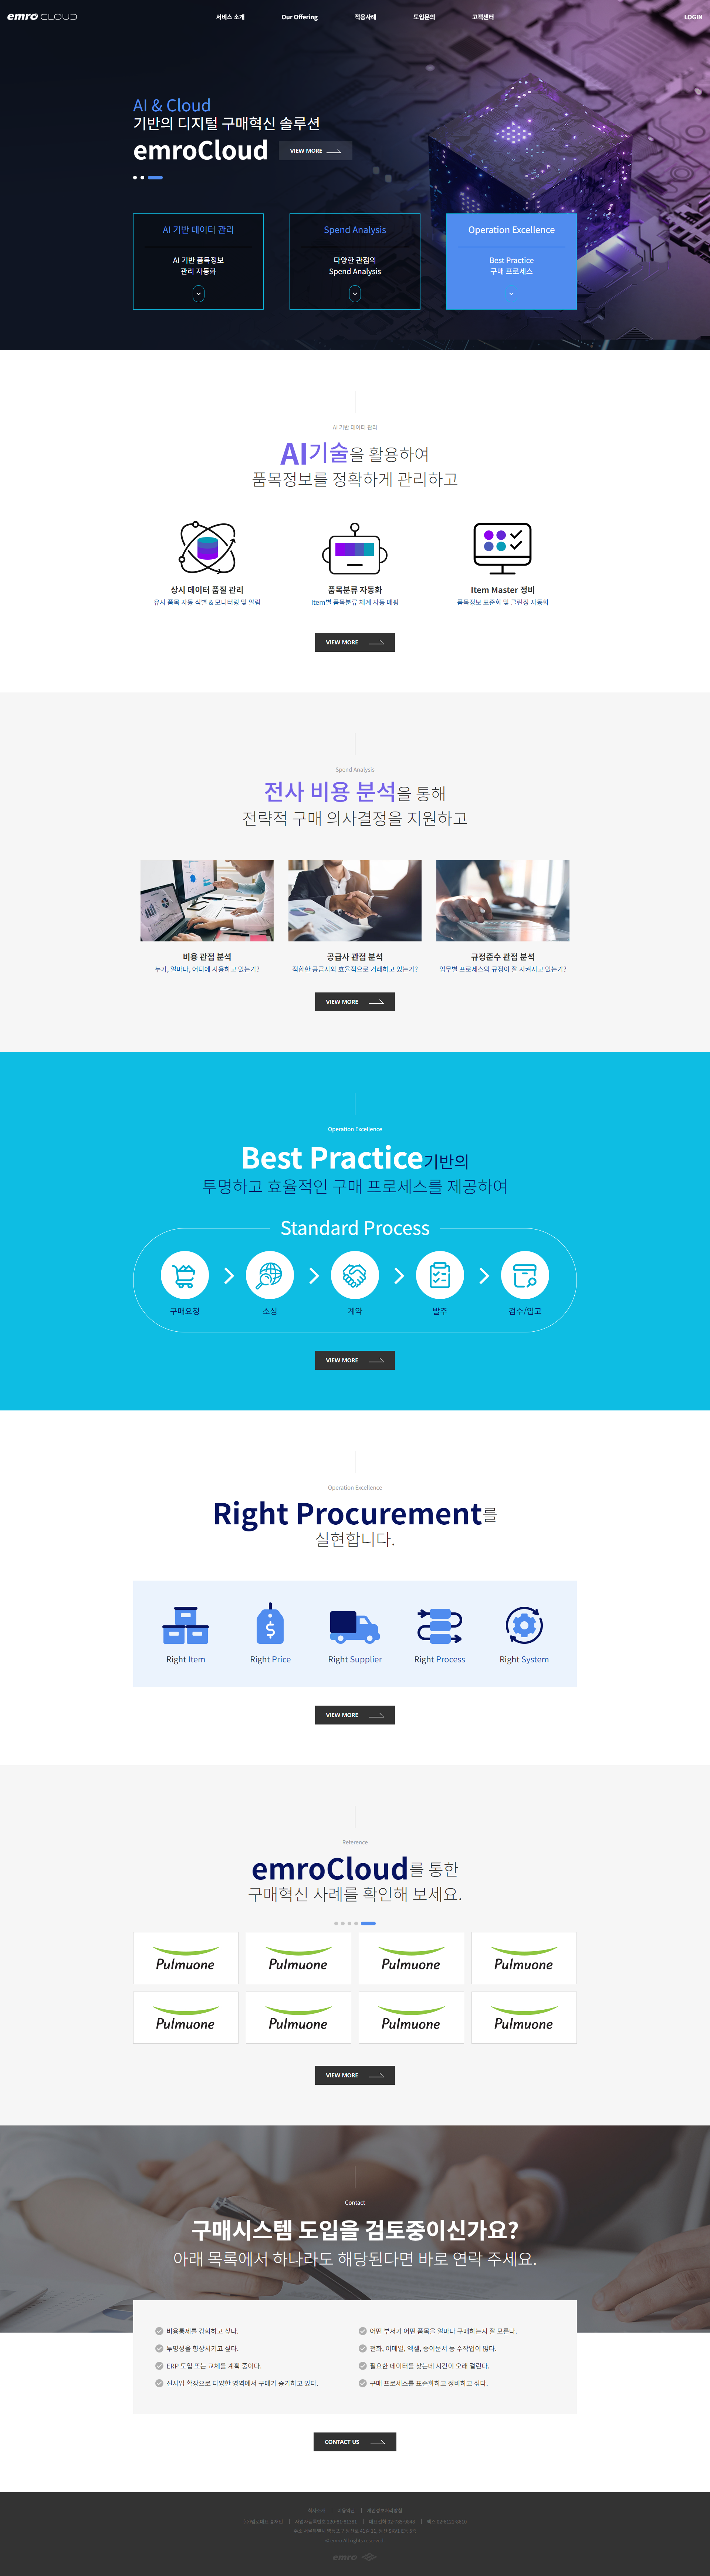 emro CLOUD
서비스 소개
Our Offering
적용사례
도입문의
고객센터
LOGIN
AI & Cloud
기반의 디지털 구매혁신 솔루션
emroCloud
VIEW MORE
AI 기반 데이터 관리
AI 기반 품목정보
관리 자동화
Spend Analysis
다양한 관점의
Spend Analysis
Operation Excellence
Best Practice
구매 프로세스
AI 기반 데이터 관리
AI기술을 활용하여
품목정보를 정확하게 관리하고
상시 데이터 품질 관리
유사 품목 자동 식별 & 모니터링 및 알림
품목분류 자동화
Item별 품목분류 체계 자동 매핑
Item Master 정비
품목정보 표준화 및 클린징 자동화
VIEW MORE
Spend Analysis
전사 비용 분석을 통해
전략적 구매 의사결정을 지원하고
비용 관점 분석
누가, 얼마나, 어디에 사용하고 있는가?
공급사 관점 분석
적합한 공급사와 효율적으로 거래하고 있는가?
규정준수 관점 분석
업무별 프로세스와 규정이 잘 지켜지고 있는가?
VIEW MORE
Operation Excellence
Best Practice기반의
투명하고 효율적인 구매 프로세스를 제공하여
Standard Process
구매요청
소싱
계약
발주
검수/입고
VIEW MORE
Operation Excellence
Right Procurement를
실현합니다.
Right Item
Right Price
Right Supplier
Right Process
Right System
VIEW MORE
Reference
emroCloud를 통한
구매혁신 사례를 확인해 보세요.
Pulmuone
Pulmuone
Pulmuone
Pulmuone
Pulmuone
Pulmuone
Pulmuone
Pulmuone
VIEW MORE
Contact
구매시스템 도입을 검토중이신가요?
아래 목록에서 하나라도 해당된다면 바로 연락 주세요.
비용통제를 강화하고 싶다.
투명성을 향상시키고 싶다.
ERP 도입 또는 교체를 계획 중이다.
신사업 확장으로 다양한 영역에서 구매가 증가하고 있다.
어떤 부서가 어떤 품목을 얼마나 구매하는지 잘 모른다.
전화, 이메일, 엑셀, 종이문서 등 수작업이 많다.
필요한 데이터를 찾는데 시간이 오래 걸린다.
구매 프로세스를 표준화하고 정비하고 싶다.
CONTACT US
회사소개
이용약관
개인정보처리방침
emro